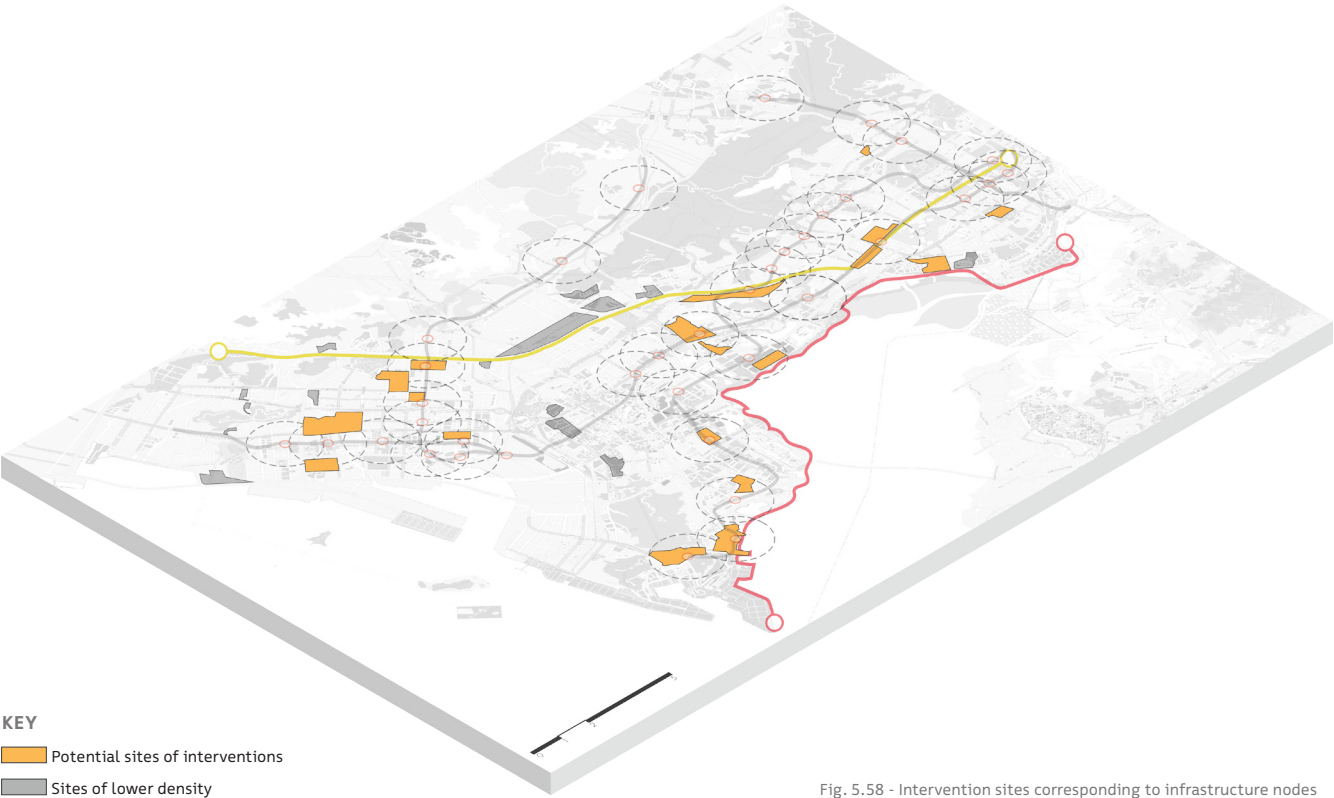 KEY
Potential sites of interventions
Sites of lower density
Fig. 5.58 - Intervention sites corresponding to infrastructure nodes